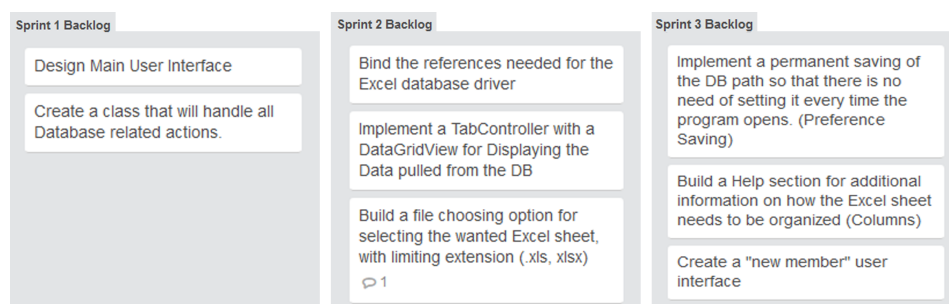 Sprint 1 Backlog
Design Main User Interface
Create a class that will handle all
Database related actions.
Sprint 2 Backlog
Bind the references needed for the
Excel database driver
Implement a TabController with a
DataGridView for Displaying the
Data pulled from the DB
Build a file choosing option for
selecting the wanted Excel sheet,
with limiting extension (.xls, xlsx)
1
Sprint 3 Backlog
Implement a permanent saving of
the DB path so that there is no
need of setting it every time the
program opens. (Preference
Saving)
Build a Help section for additional
information on how the Excel sheet
needs to be organized (Columns)
Create a "new member" user
interface